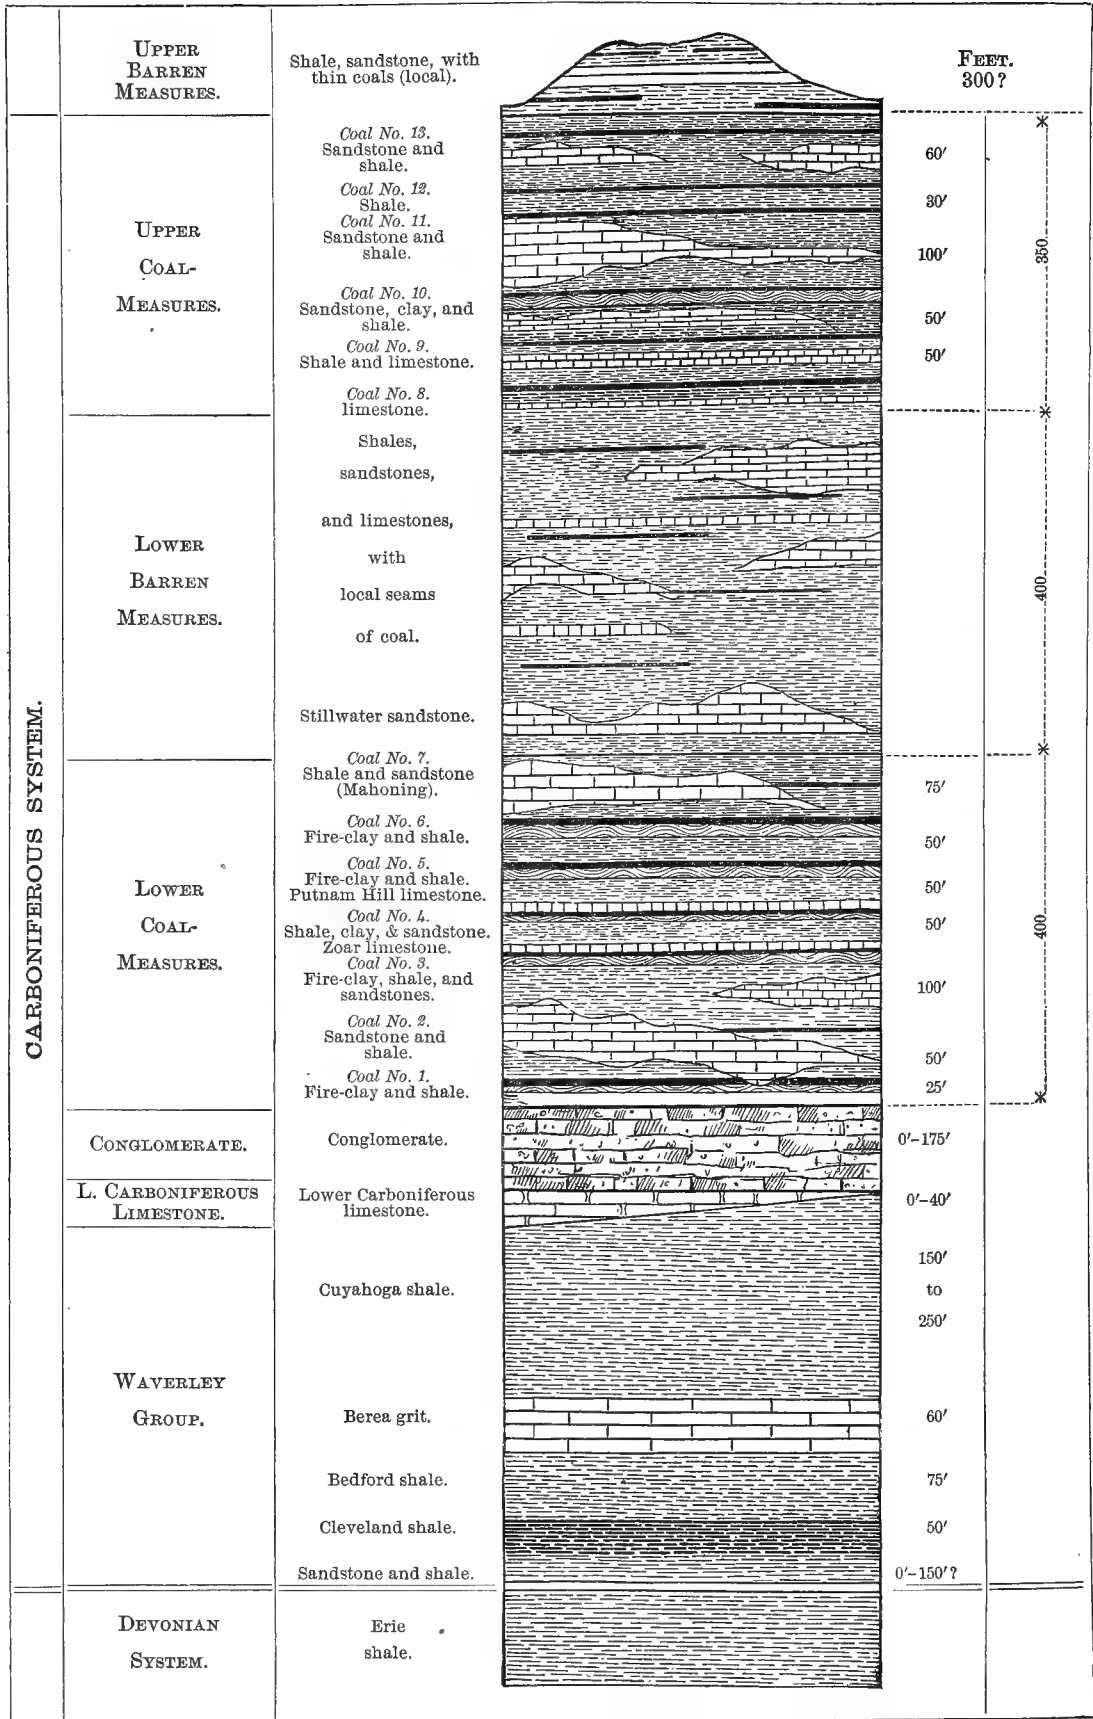 CARBONIFEROUS SYSTEM.
UPPER
BARREN
MEASURES.
Shale, sandstone, with
thin coals (local).
FEET.
300?
UPPER
COAL-
MEASURES.
Coal No. 13.
Sandstone and
shale.
60′
Coal No. 12.
Shale.
30′
Coal No. 11.
Sandstone and
shale.
100′
Coal No. 10.
Sandstone, clay, and
shale.
50′
Coal No. 9.
Shale and limestone.
50′
Coal No. 8.
limestone.
350
LOWER
BARREN
MEASURES.
Shales,
sandstones,
and limestones,
with
local seams
of coal.
Stillwater sandstone.
400
LOWER
COAL-
MEASURES.
Coal No. 7.
Shale and sandstone
(Mahoning).
75′
Coal No. 6.
Fire-clay and shale.
50′
Coal No. 5.
Fire-clay and shale.
Putnam Hill limestone.
50′
Coal No. 4.
Shale, clay, & sandstone.
Zoar limestone.
50′
Coal No. 3.
Fire-clay, shale, and
sandstones.
100′
Coal No. 2.
Sandstone and
shale.
50′
Coal No. 1.
Fire-clay and shale.
25′
400
CONGLOMERATE.
Conglomerate.
0′–175′
L. CARBONIFEROUS
LIMESTONE.
Lower Carboniferous
limestone.
0′–40′
WAVERLEY
GROUP.
Cuyahoga shale.
150′
to
250′
Berea grit.
60′
Bedford shale.
75′
Cleveland shale.
50′
Sandstone and shale.
0′–150′?
DEVONIAN
SYSTEM.
Erie
shale.